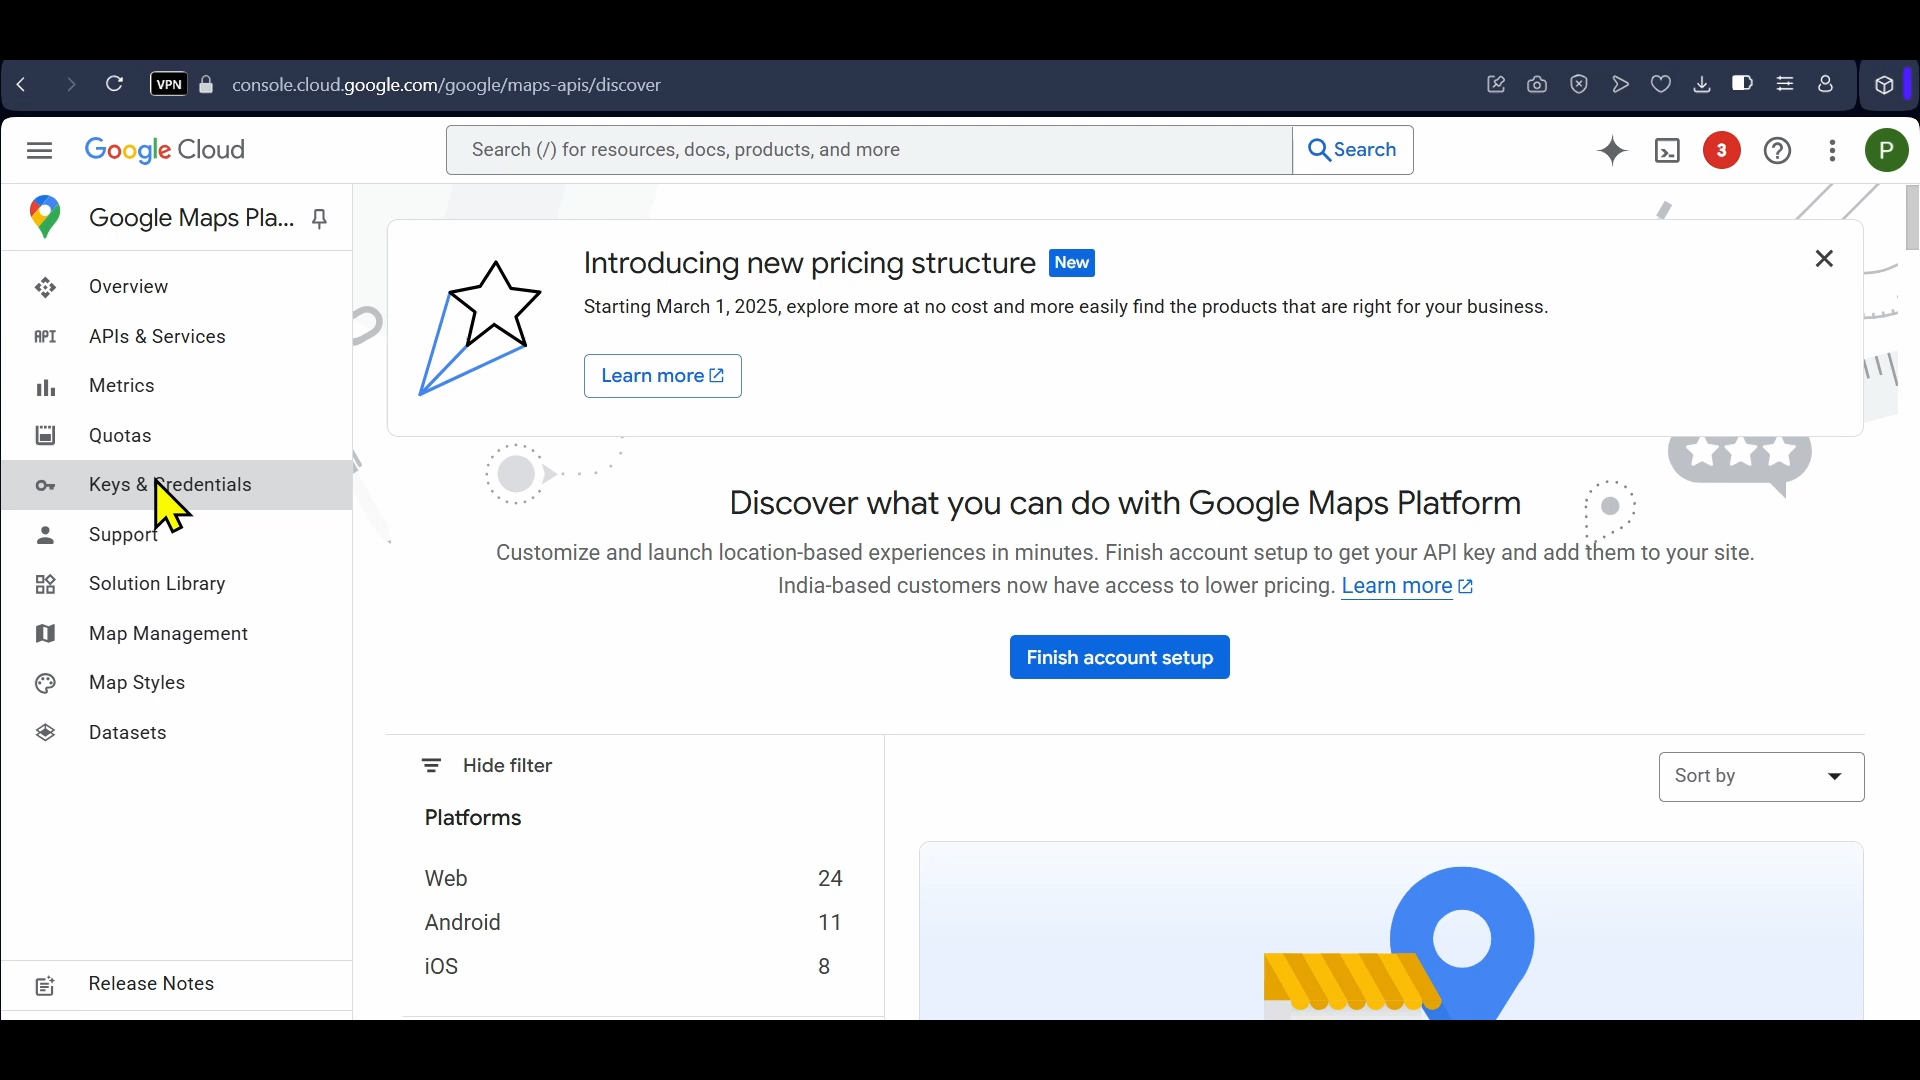 VPN
console.cloud.google.com/google/maps-apis/discover
Google Cloud
Search (/) for resources, docs, products, and more
Search
3
P
Google Maps Pla...
Overview
API
APIs & Services
Metrics
Quotas
Keys & Credentials
Support
Solution Library
Map Management
Map Styles
Datasets
Release Notes
Introducing new pricing structure New
Starting March 1, 2025, explore more at no cost and more easily find the products that are right for your business.
Learn more
Discover what you can do with Google Maps Platform
Customize and launch location-based experiences in minutes. Finish account setup to get your API key and add them to your site.
India-based customers now have access to lower pricing. Learn more
Finish account setup
Hide filter
Sort by
Platforms
Web 24
Android 11
iOS 8